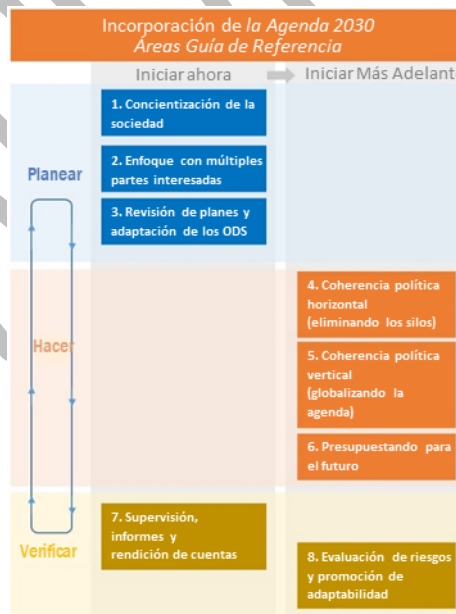 Incorporación de la Agenda 2030
Áreas Guía de Referencia
Iniciar ahora
Iniciar Más Adelant
Planear
1. Concientización de la
sociedad
2. Enfoque con múltiples
partes interesadas
3. Revisión de planes y
adaptación de los ODS
Hacer
4. Coherencia política
horizontal
(eliminando los silos)
5. Coherencia política
vertical
(globalizando la
agenda)
6. Presupuestando para
el futuro
Verificar
7. Supervisión,
informes y
rendición de cuentas
8. Evaluación de riesgos
y promoción de
adaptabilidad